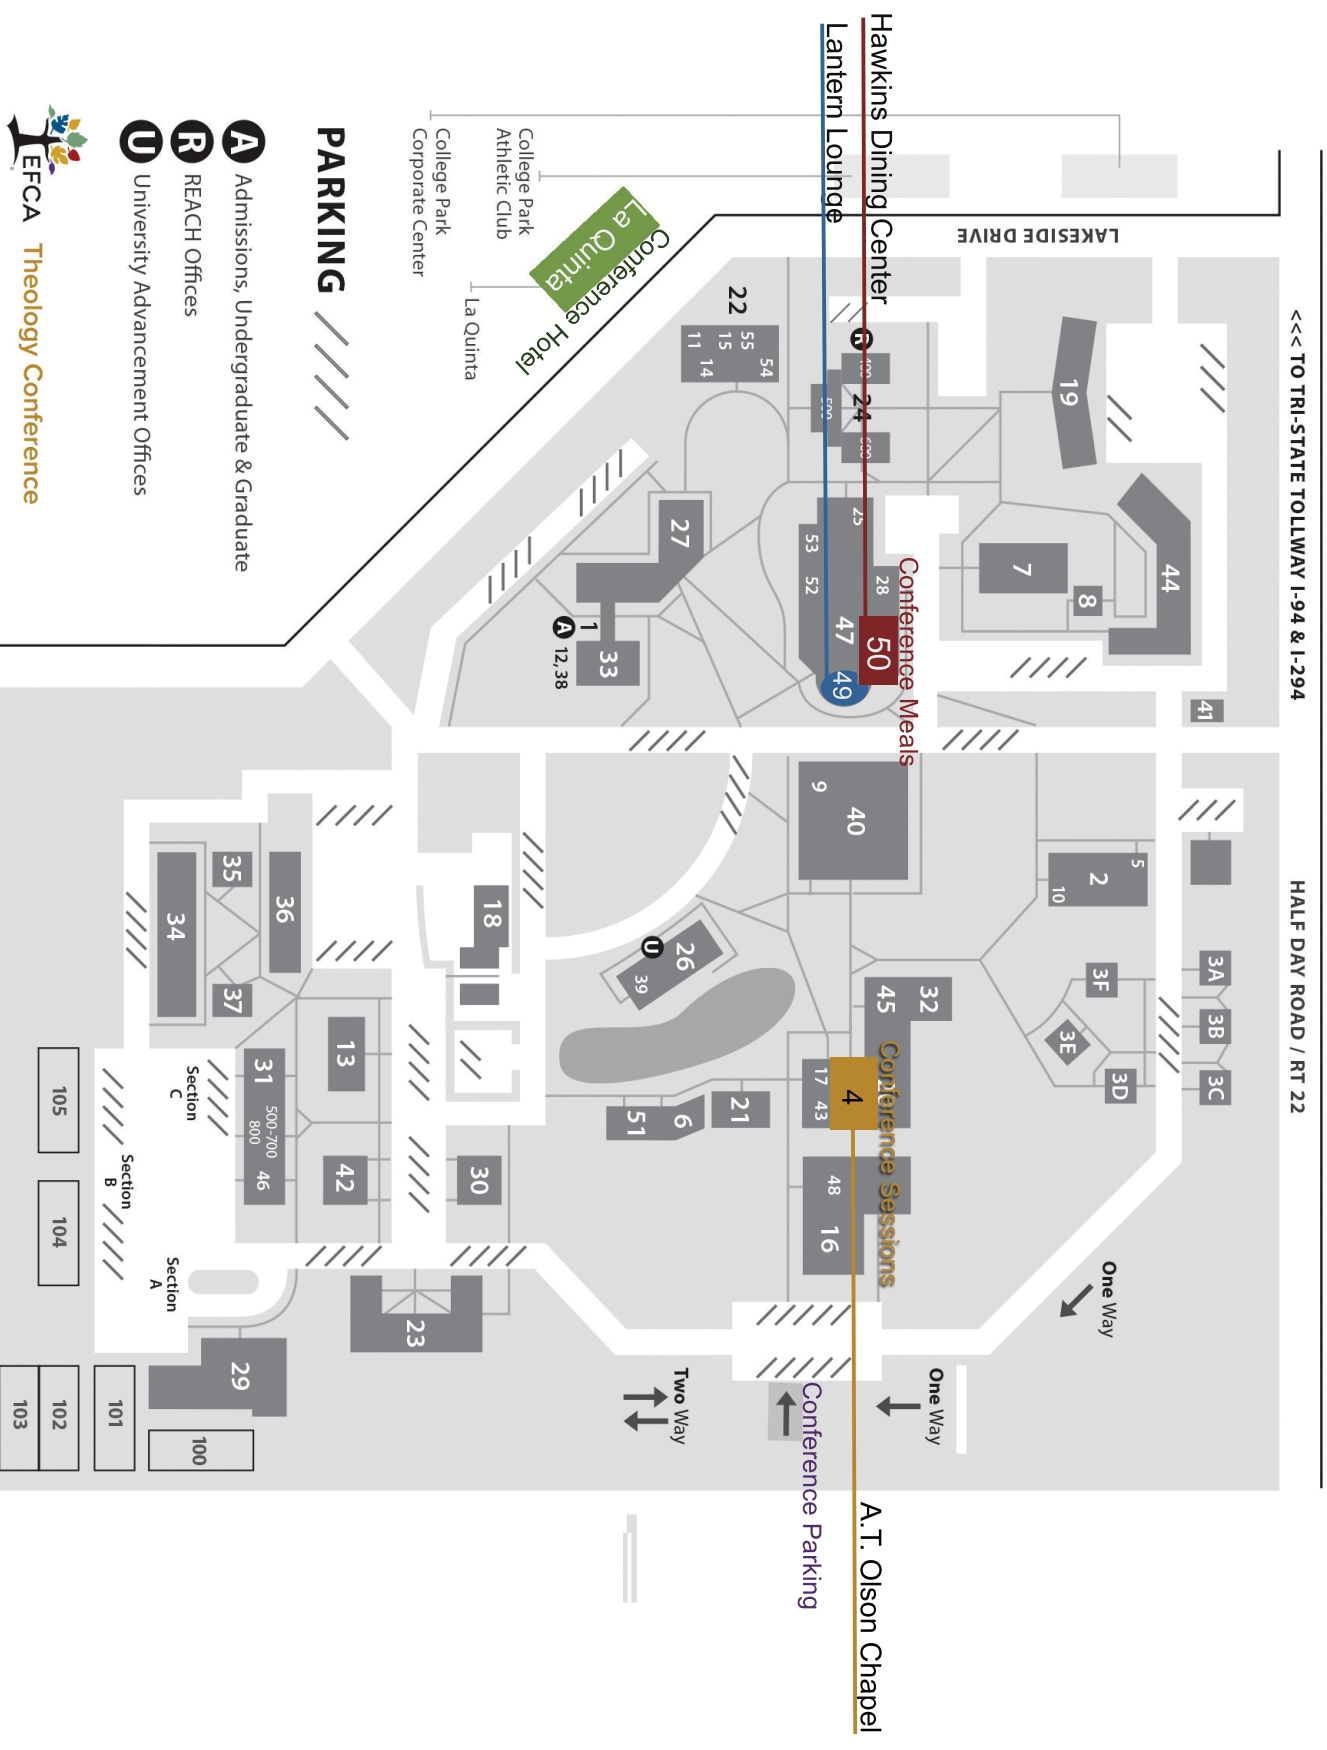 <<< TO TRI-STATE TOLLWAY I-94 & I-294
HALF DAY ROAD / RT 22
LAKESIDE DRIVE
41
3A
3B
3C
19
44
7
8
5
2
10
3F
3E
3D
One Way
One Way
Hawkins Dining Center
Lantern Lounge
R
400
24
500
600
25
28
53
52
47
50
49
Conference Meals
9
40
32
45
Conference Sessions
17
43
4
48
16
A.T. Olson Chapel
Conference Parking
Two Way
22
55
54
15
14
11
27
1
A
12, 38
33
26
U
39
21
6
51
College Park
Athletic Club
College Park
Corporate Center
La Quinta
La Quinta
Conference Hotel
18
30
23
36
35
34
37
13
31
500-700
800
46
42
Section
C
Section
B
Section
A
29
100
101
102
103
104
105
PARKING
A Admissions, Undergraduate & Graduate
R REACH Offices
U University Advancement Offices
EFCA Theology Conference